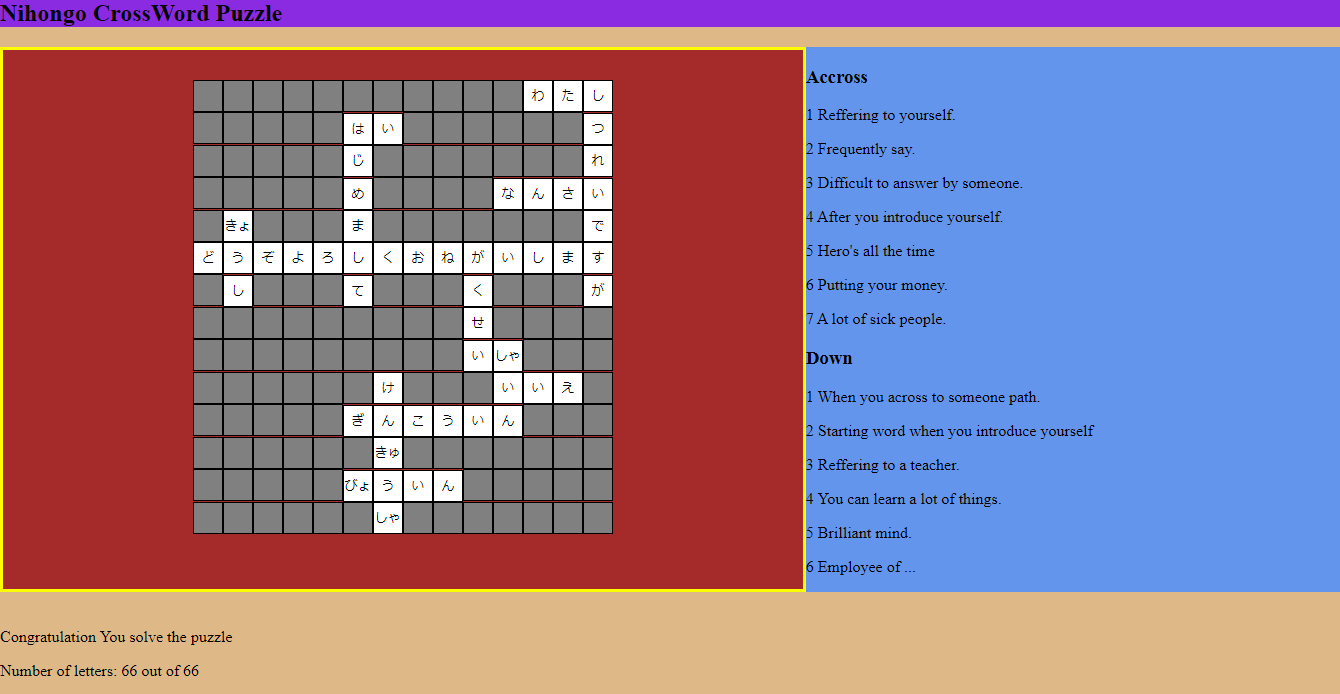 Nihongo CrossWord Puzzle
わたし
はいつ
じれ
めなんさい
きょまで
どうぞよろしくおねがいします
してくが
せ
いしゃ
けいいえ
ぎんこういん
きゅ
びょういん
しゃ
Accross
1 Reffering to yourself.
2 Frequently say.
3 Difficult to answer by someone.
4 After you introduce yourself.
5 Hero's all the time
6 Putting your money.
7 A lot of sick people.
Down
1 When you across to someone path.
2 Starting word when you introduce yourself
3 Reffering to a teacher.
4 You can learn a lot of things.
5 Brilliant mind.
6 Employee of ...
Congratulation You solve the puzzle
Number of letters: 66 out of 66